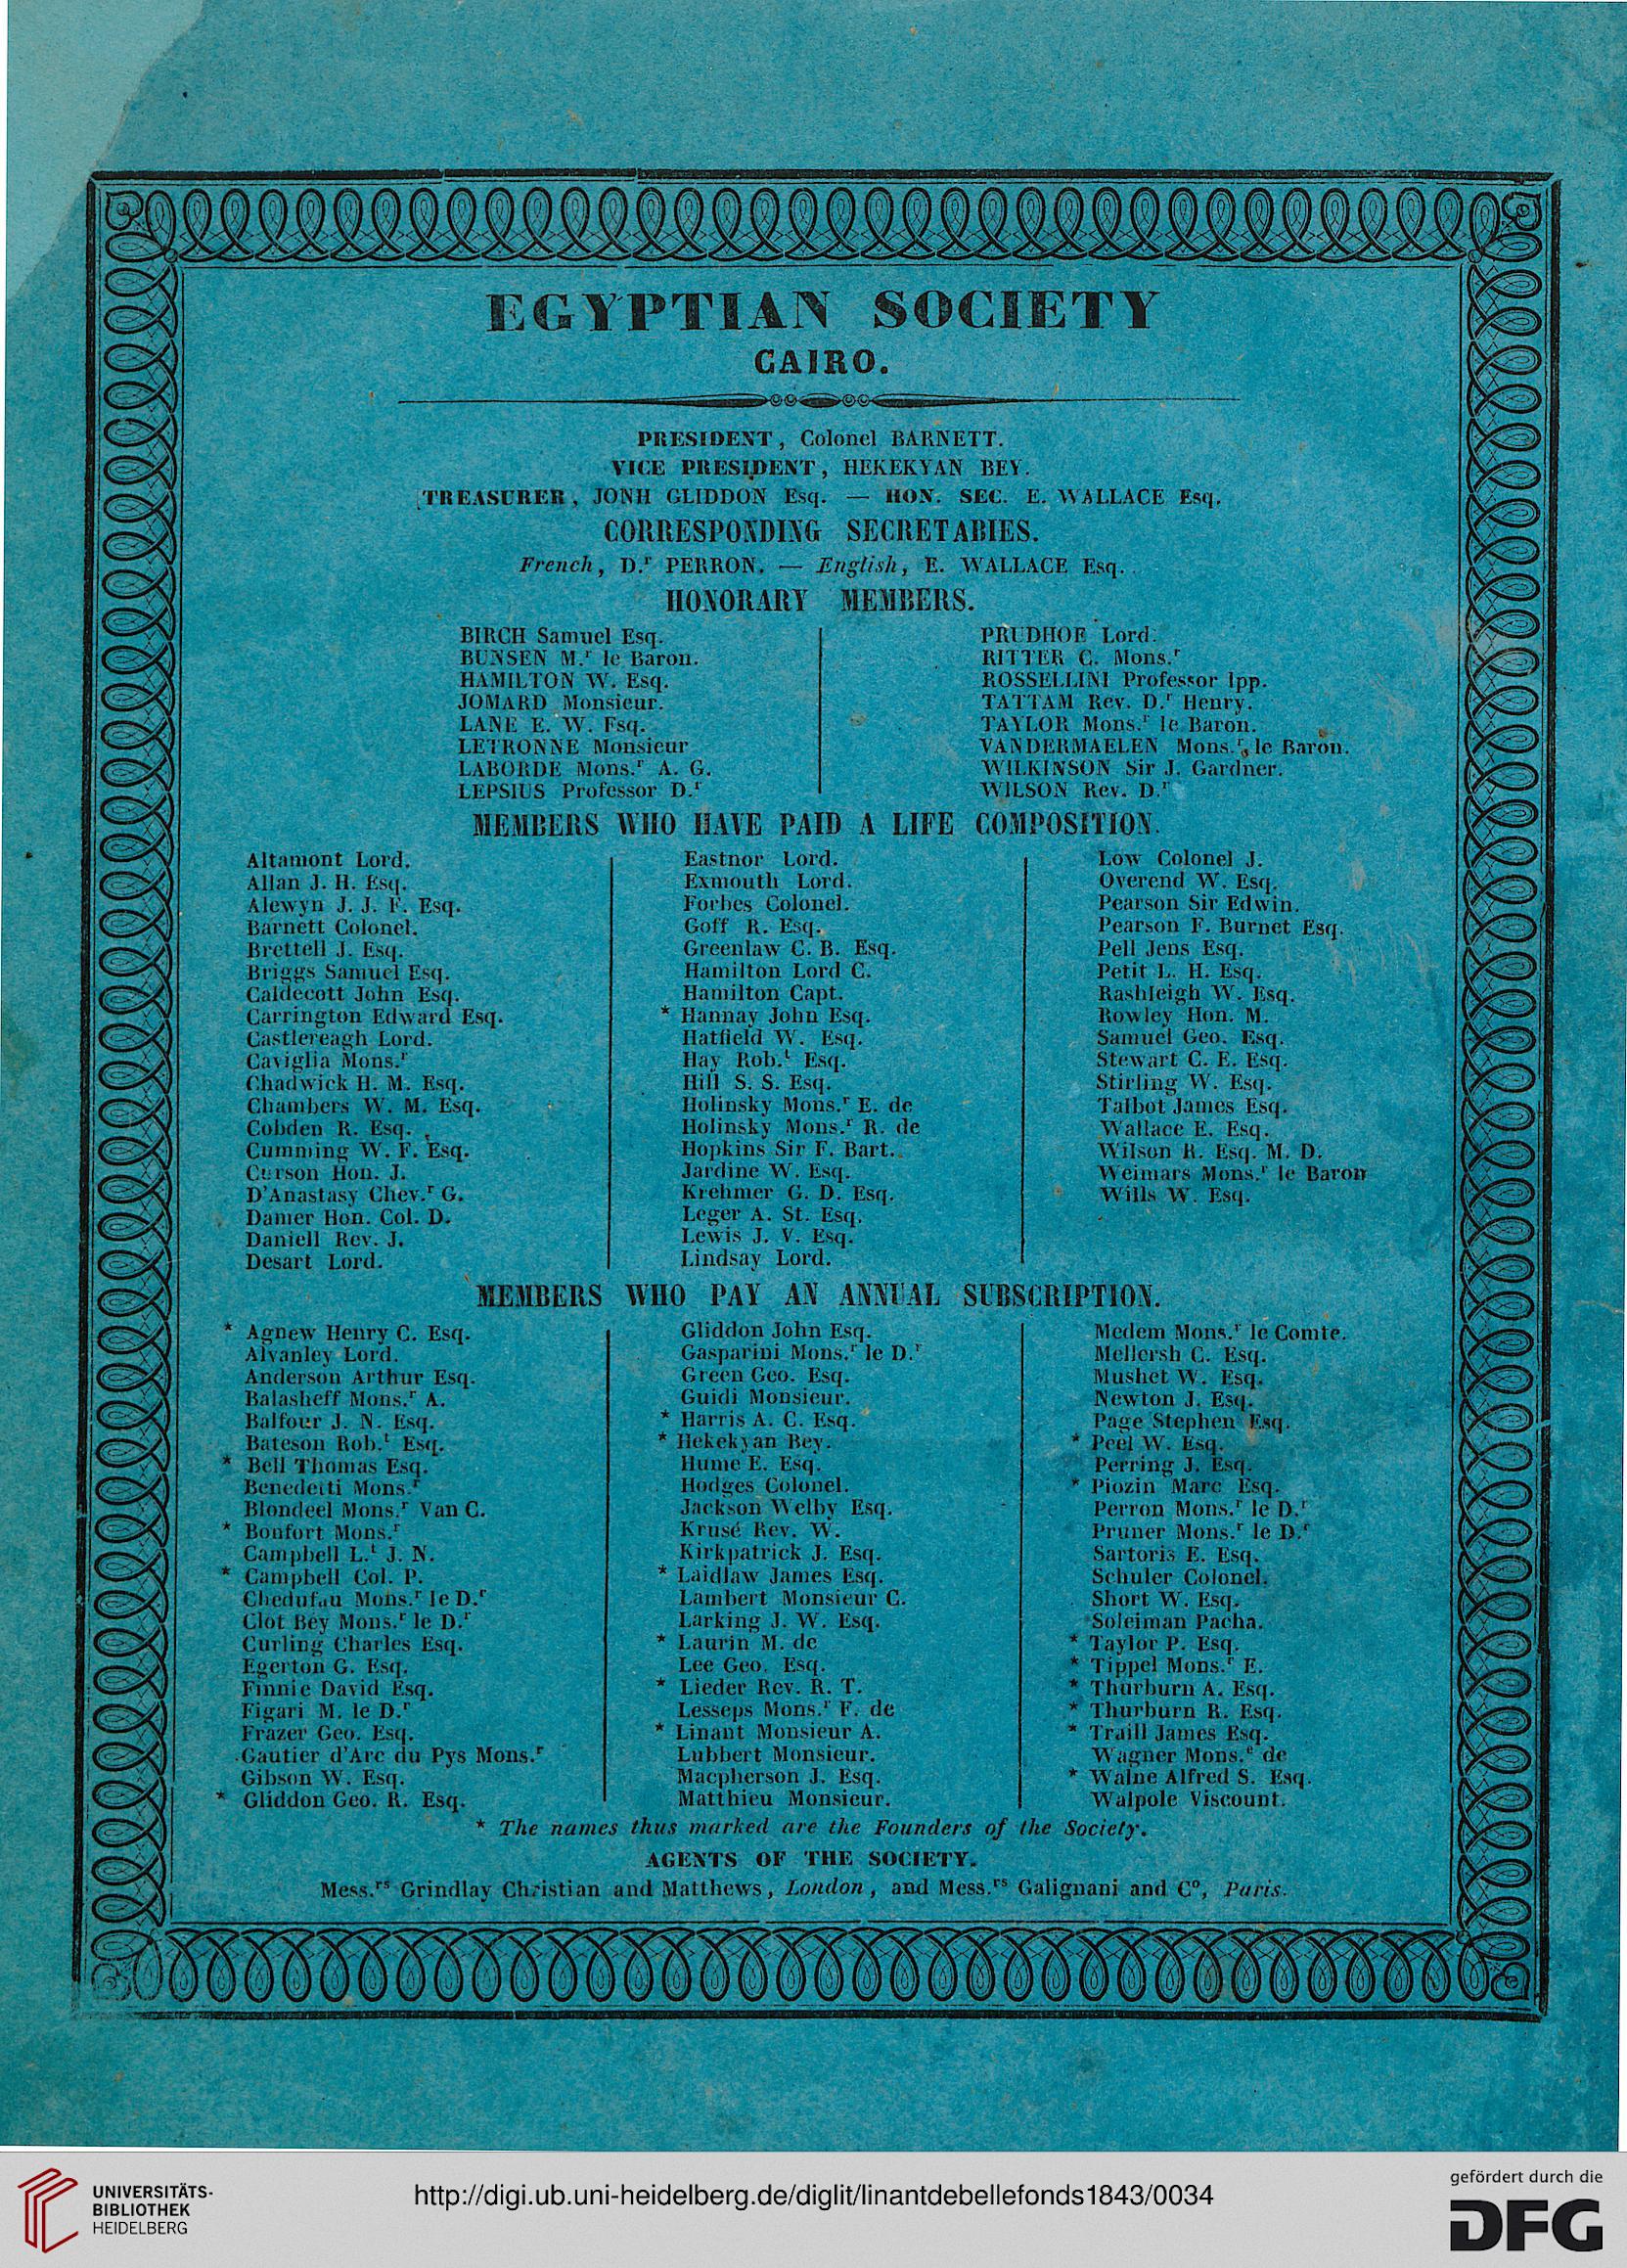 EGYPTIAN SOCIETY
CAIRO.
PRESIDENT, Colonel BARNETT.
VICE PRESIDENT, HEKEKYAN BEY.
TREASURER, JONH GLIDDON Esq. — HON. SEC. E. WALLACE Esq.
CORRESPONDING SECRETARIES.
French, D.r PERRON. — English, E. WALLACE Esq.
HONORARY MEMBERS.
BIRCH Samuel Esq.
BUNSEN M.r le Baron.
HAMILTON W. Esq.
JOMARD Monsieur.
LANE E. W. Esq.
LETRONNE Monsieur
LABORDE Mons.r A. G.
LEPSIUS Professor D.r
PRUDHOE Lord.
RITTER C. Mons.r
ROSSELLINI Professor Ipp.
TATTAM Rev. D.r Henry.
TAYLOR Mons.r le Baron.
VANDERMAELEN Mons.r le Baron.
WILKINSON Sir J. Gardner.
WILSON Rev. D.r
MEMBERS WHO HAVE PAID A LIFE COMPOSITION.
Altamont Lord.
Allan J. H. Esq.
Alewyn J. J. F. Esq.
Barnett Colonel.
Brettell J. Esq.
Briggs Samuel Esq.
Caldecott John Esq.
Carrington Edward Esq.
Castlereagh Lord.
Caviglia Mons.r
Chadwick H. M. Esq.
Chambers W. M. Esq.
Cobden R. Esq.
Cumming W. F. Esq.
Curson Hon. J.
D'Anastasy Chev.r G.
Damer Hon. Col. D.
Daniell Rev. J.
Desart Lord.
Eastnor Lord.
Exmouth Lord.
Forbes Colonel.
Goff R. Esq.
Greenlaw C. B. Esq.
Hamilton Lord C.
Hamilton Capt.
* Hannay John Esq.
Hatfield W. Esq.
Hay Rob.t Esq.
Hill S. S. Esq.
Holinsky Mons.r E. de
Holinsky Mons.r R. de
Hopkins Sir F. Bart.
Jardine W. Esq.
Krehmer G. D. Esq.
Leger A. St. Esq.
Lewis J. V. Esq.
Lindsay Lord.
Low Colonel J.
Overend W. Esq.
Pearson Sir Edwin.
Pearson F. Burnet Esq.
Pell Jens Esq.
Petit L. H. Esq.
Rashleigh W. Esq.
Rowley Hon. M.
Samuel Geo. Esq.
Stewart C. E. Esq.
Stirling W. Esq.
Talbot James Esq.
Wallace E. Esq.
Wilson R. Esq. M. D.
Weimars Mons.r le Baron
Wills W. Esq.
MEMBERS WHO PAY AN ANNUAL SUBSCRIPTION.
* Agnew Henry C. Esq.
Alvanley Lord.
Anderson Arthur Esq.
Balasheff Mons.r A.
Balfour J. N. Esq.
Bateson Rob.t Esq.
* Bell Thomas Esq.
Benedetti Mons.r
Blondeel Mons.r Van C.
* Bonfort Mons.r
Campbell L.t J. N.
* Campbell Col. P.
Chedufau Mons.r le D.r
Clot Bey Mons.r le D.r
Curling Charles Esq.
Egerton G. Esq.
Finnie David Esq.
Figari M. le D.r
Frazer Geo. Esq.
Gautier d'Arc du Pys Mons.r
Gibson W. Esq.
* Gliddon Geo. R. Esq.
Gliddon John Esq.
Gasparini Mons.r le D.r
Green Geo. Esq.
Guidi Monsieur.
* Harris A. C. Esq.
* Hekekyan Bey.
Hume E. Esq.
Hodges Colonel.
Jackson Welby Esq.
Krusé Rev. W.
Kirkpatrick J. Esq.
* Laidlaw James Esq.
Lambert Monsieur C.
Larking J. W. Esq.
* Laurin M. de
Lee Geo. Esq.
* Lieder Rev. R. T.
Lesseps Mons.r F. de
* Linant Monsieur A.
Lubbert Monsieur.
Macpherson J. Esq.
Matthieu Monsieur.
Medem Mons.r le Comte.
Mellersh C. Esq.
Mushet W. Esq.
Newton J. Esq.
Page Stephen Esq.
* Peel W. Esq.
Perring J. Esq.
* Piozin Marc Esq.
Perron Mons.r le D.r
Pruner Mons.r le D.r
Sartoris E. Esq.
Schuler Colonel.
Short W. Esq.
Soleiman Pacha.
* Taylor P. Esq.
* Tippel Mons.r E.
* Thurburn A. Esq.
* Thurburn R. Esq.
* Traill James Esq.
Wagner Mons.e de
* Walne Alfred S. Esq.
Walpole Viscount.
* The names thus marked are the Founders of the Society.
AGENTS OF THE SOCIETY.
Mess.rs Grindlay Christian and Matthews, London, and Mess.rs Galignani and Co, Paris.
UNIVERSITÄTS-
BIBLIOTHEK
HEIDELBERG
http://digi.ub.uni-heidelberg.de/diglit/linantdebellefonds1843/0034
gefördert durch die
DFG